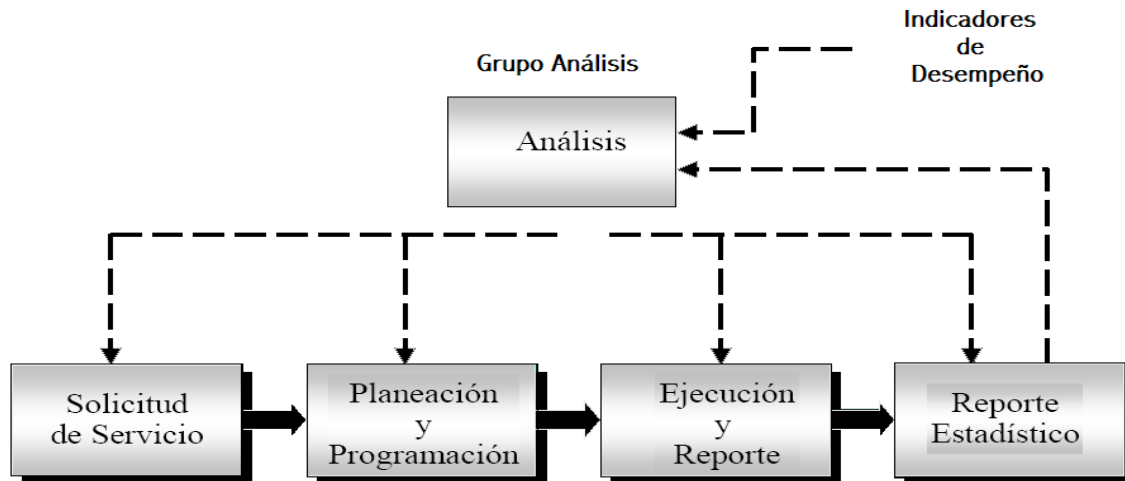 Indicadores
de
Desempeño
Grupo Análisis
Análisis
Solicitud
de Servicio
Planeación
y
Programación
Ejecución
y
Reporte
Reporte
Estadístico